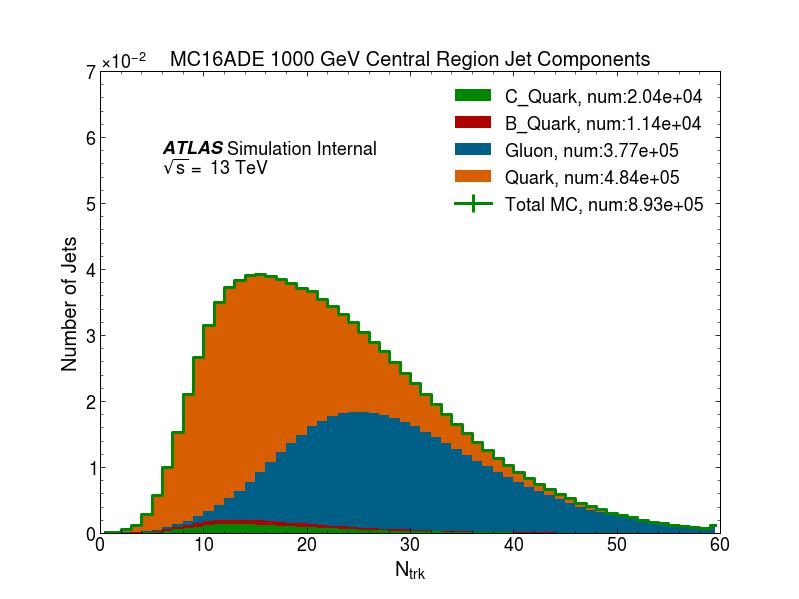 MC16ADE 1000 GeV Central Region Jet Components
×10⁻²
C_Quark, num:2.04e+04
B_Quark, num:1.14e+04
Gluon, num:3.77e+05
Quark, num:4.84e+05
Total MC, num:8.93e+05
ATLAS Simulation Internal
√s = 13 TeV
Number of Jets
7
6
5
4
3
2
1
0
0 10 20 30 40 50 60
N_trk